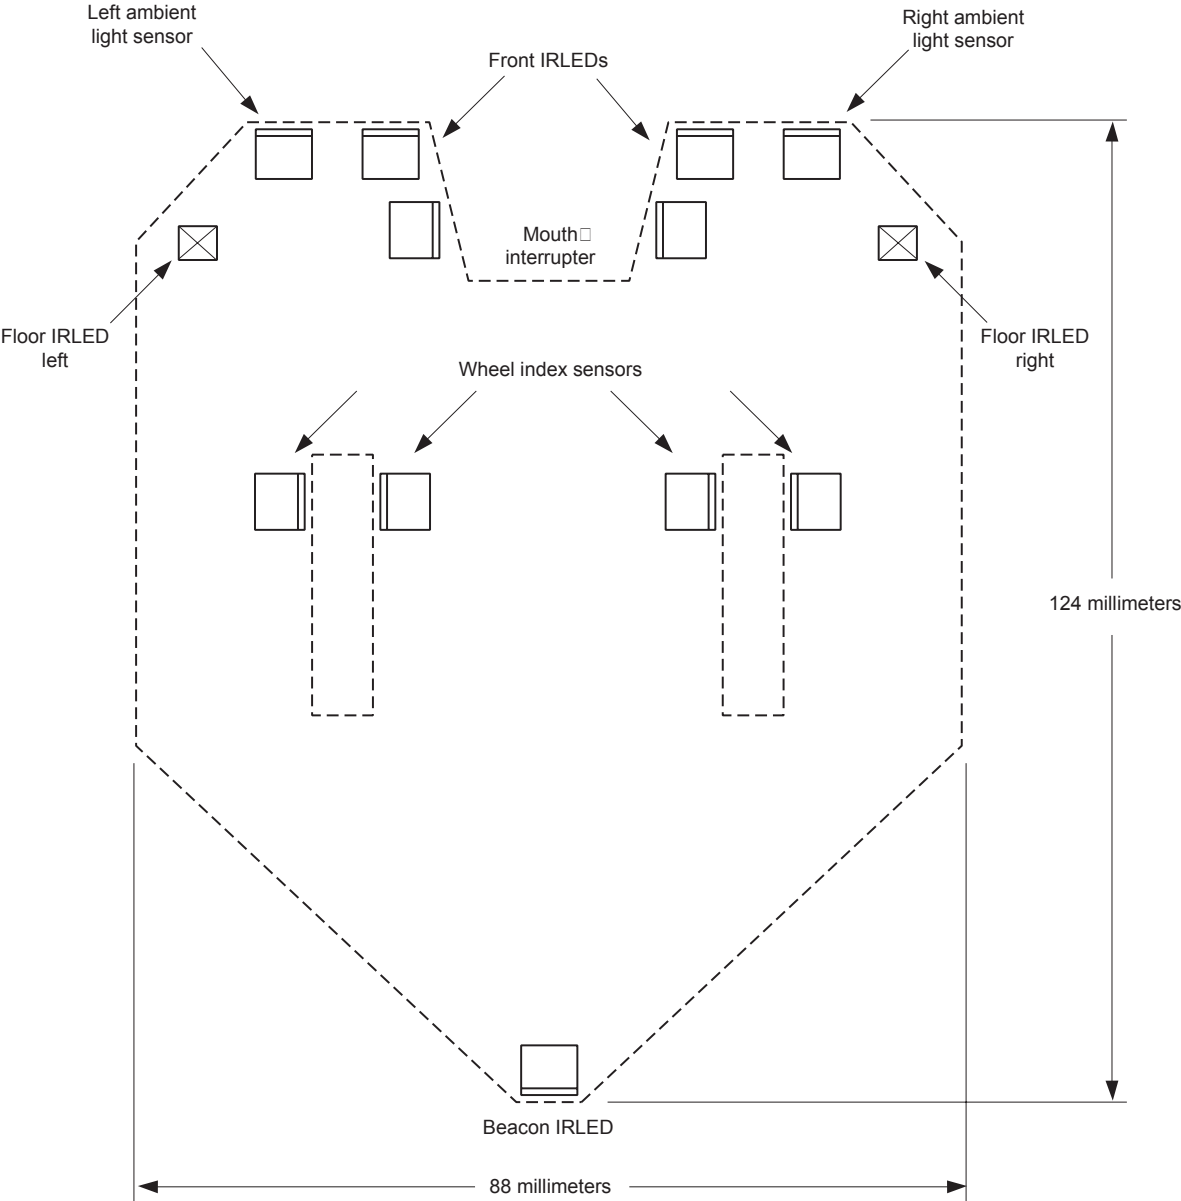 Left ambient
light sensor
Right ambient
light sensor
Front IRLEDs
Mouth□
interrupter
Floor IRLED
left
Floor IRLED
right
Wheel index sensors
124 millimeters
Beacon IRLED
88 millimeters